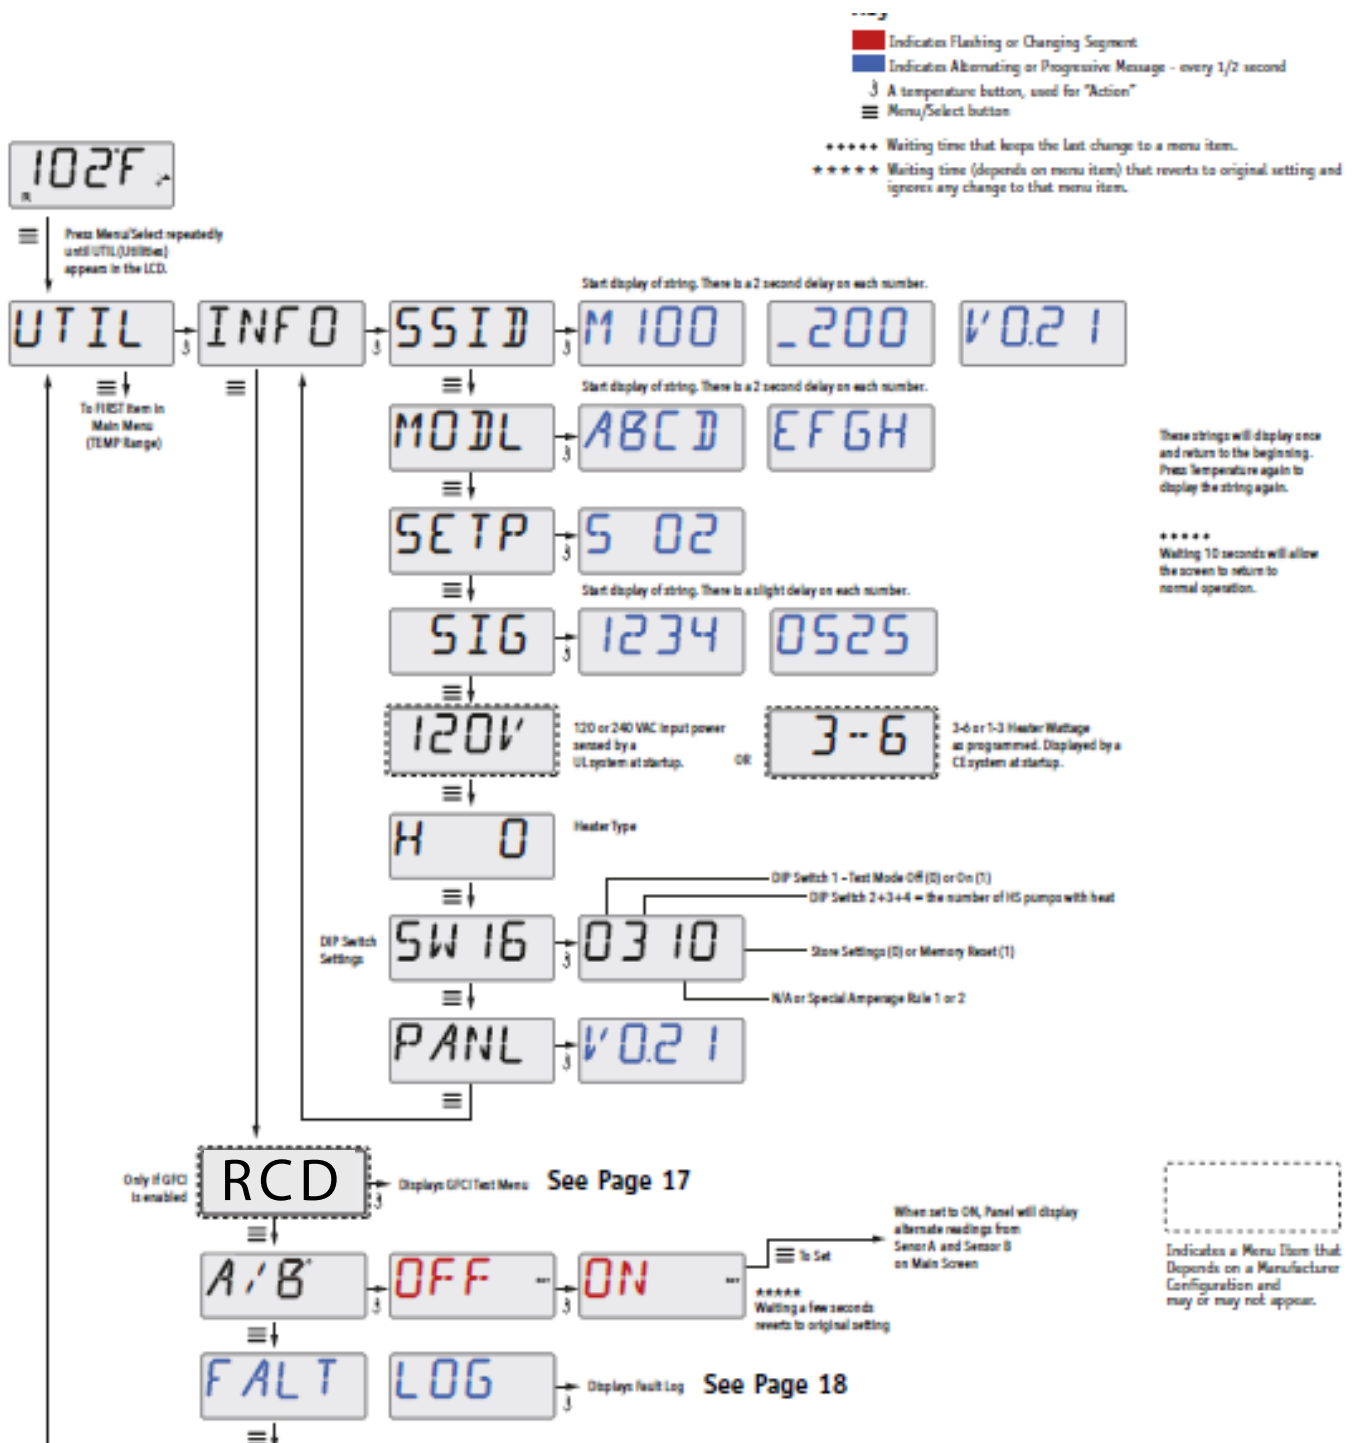 Indicates Flashing or Changing Segment
Indicates Alternating or Progressive Message - every 1/2 second
A temperature button, used for "Action"
Menu/Select button
Waiting time that keeps the last change to a menu item.
Waiting time (depends on menu item) that reverts to original setting and
ignores any change to that menu item.
102°F
Press Menu/Select repeatedly
until UTIL (Utilities)
appears in the LCD.
Start display of string. There is a 2 second delay on each number.
UTIL INFO SSID M100 _200 V0.21
To FIRST Item in
Main Menu
(TEMP Range)
Start display of string. There is a 2 second delay on each number.
MODL ABCD EFGH
These strings will display once
and return to the beginning.
Press Temperature again to
display the string again.
SETP S 02
*****
Waiting 10 seconds will allow
the screen to return to
normal operation.
Start display of string. There is a slight delay on each number.
SIG 1234 0525
120V
120 or 240 VAC input power
sensed by a
UL system at startup.
OR
3-6
3-6 or 1-3 Heater Wattage
as programmed. Displayed by a
CE system at startup.
H 0
Heater Type
DIP Switch 1 - Test Mode Off (0) or On (1)
DIP Switch 2+3+4 = the number of HS pumps with heat
DIP Switch
Settings
SW16 0310
Store Settings (0) or Memory Reset (1)
N/A or Special Amperage Rule 1 or 2
PANL V0.21
Only if GFCI
is enabled
RCD
Displays GFCI Test Menu See Page 17
A/B OFF ON
To Set
When set to ON, Panel will display
alternate readings from
Senor A and Sensor B
on Main Screen
*****
Waiting a few seconds
reverts to original setting
Indicates a Menu Item that
Depends on a Manufacturer
Configuration and
may or may not appear.
FALT LOG
Displays Fault Log See Page 18